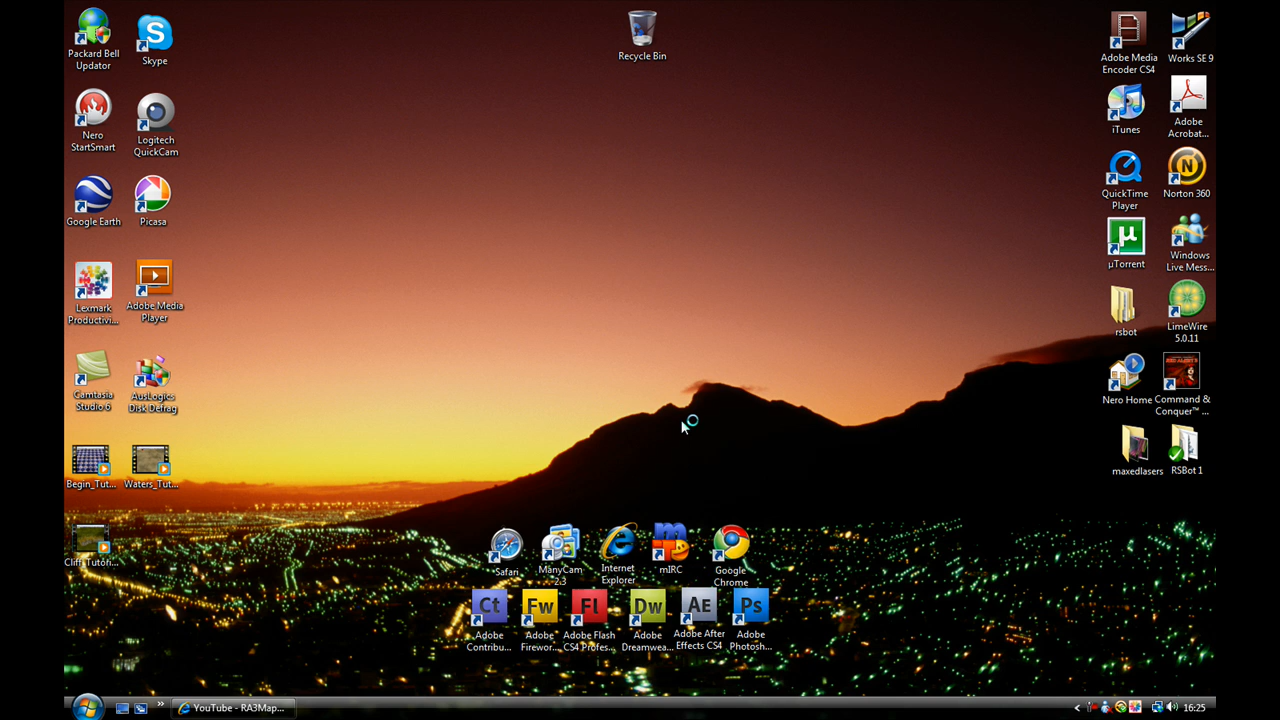 Packard Bell
Updator
Skype
Nero
StartSmart
Logitech
QuickCam
Google Earth
Picasa
Lexmark
Productivi...
Adobe Media
Player
Camtasia
Studio 6
AusLogics
Disk Defrag
Begin_Tut...
Waters_Tut...
Cliff_Tutori...
Recycle Bin
Adobe Media
Encoder CS4
Works SE 9
iTunes
Adobe
Acrobat...
QuickTime
Player
Norton 360
µTorrent
Windows
Live Mess...
rsbot
LimeWire
5.0.11
Nero Home
Command &
Conquer™ ...
maxedlasers
RSBot 1
Safari
ManyCam
2.3
Internet
Explorer
mIRC
Google
Chrome
Ct
Fw
Fl
Dw
AE
Ps
Adobe
Contribu...
Adobe
Firewor...
Adobe Flash
CS4 Profes...
Adobe
Dreamwea...
Adobe After
Effects CS4
Adobe
Photosh...
YouTube - RA3Map...
16:25